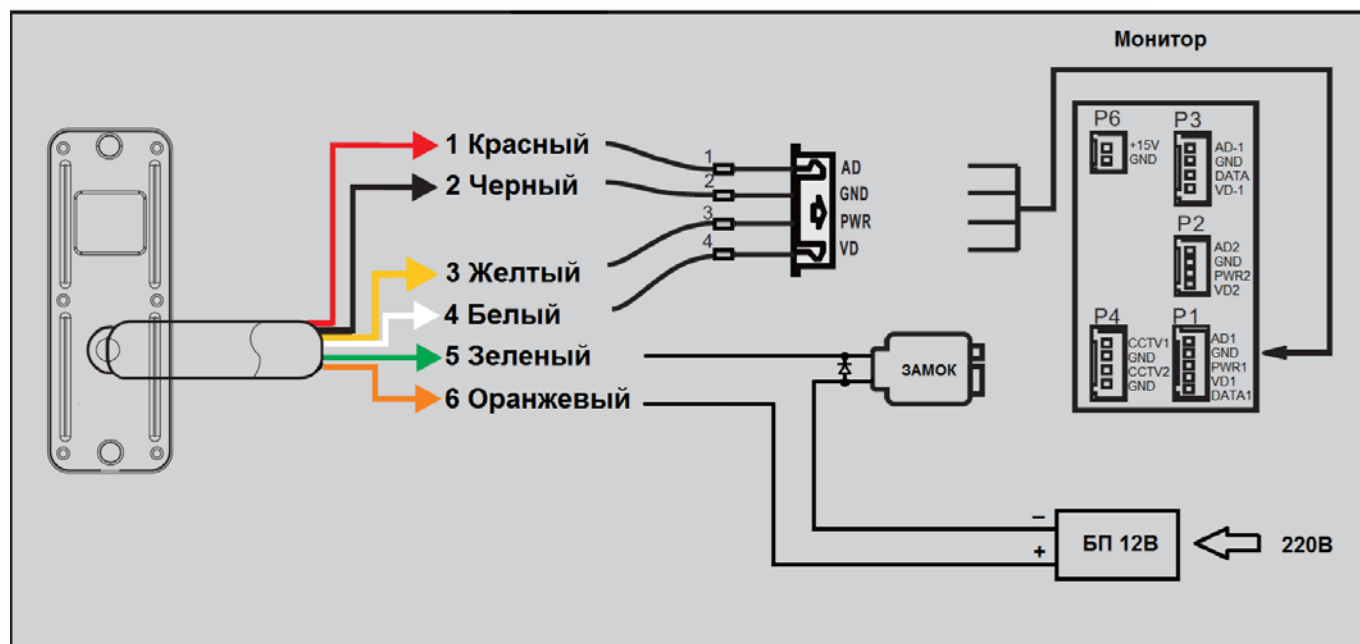 Монитор
1 Красный
2 Черный
3 Желтый
4 Белый
5 Зеленый
6 Оранжевый
1
2
3
4
AD
GND
PWR
VD
P6
+15V
GND
P3
AD-1
GND
DATA
VD-1
P2
AD2
GND
PWR2
VD2
P4
CCTV1
GND
CCTV2
GND
P1
AD1
GND
PWR1
VD1
DATA1
ЗАМОК
–
+
БП 12В
220В